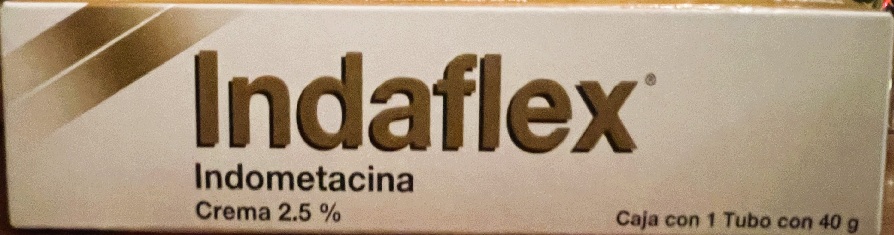 Indaflex®
Indometacina
Crema 2.5 %
Caja con 1 Tubo con 40 g